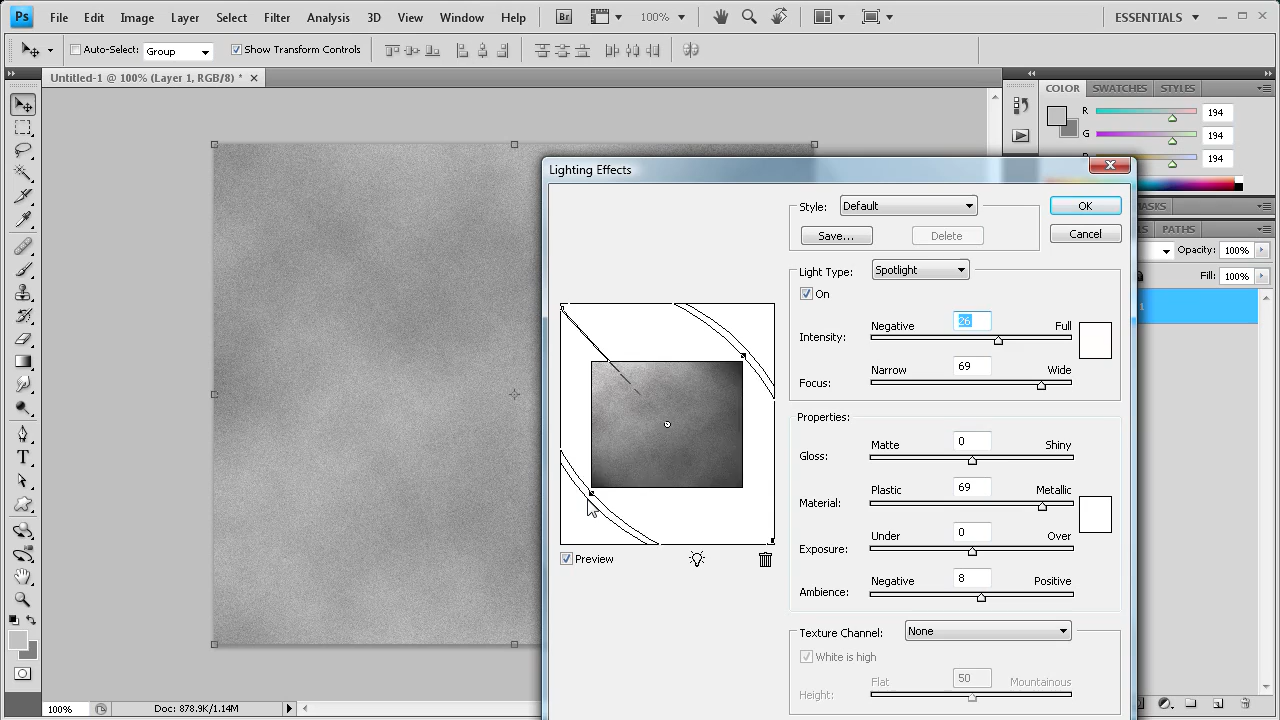 Ps File Edit Image Layer Select Filter Analysis 3D View Window Help Br 100% ESSENTIALS
Auto-Select: Group Show Transform Controls
Untitled-1 @ 100% (Layer 1, RGB/8) *
COLOR SWATCHES STYLES
R 194
G 194
194
MASKS
PATHS
Opacity: 100%
Fill: 100%
1
Lighting Effects
Style: Default
OK
Save... Delete
Cancel
Light Type: Spotlight
On
Negative 26 Full
Intensity:
Narrow 69 Wide
Focus:
Properties:
Matte 0 Shiny
Gloss:
Plastic 69 Metallic
Material:
Under 0 Over
Exposure:
Preview
Negative 8 Positive
Ambience:
Texture Channel: None
White is high
Flat 50 Mountainous
Height:
T
100% Doc: 878.9K/1.14M